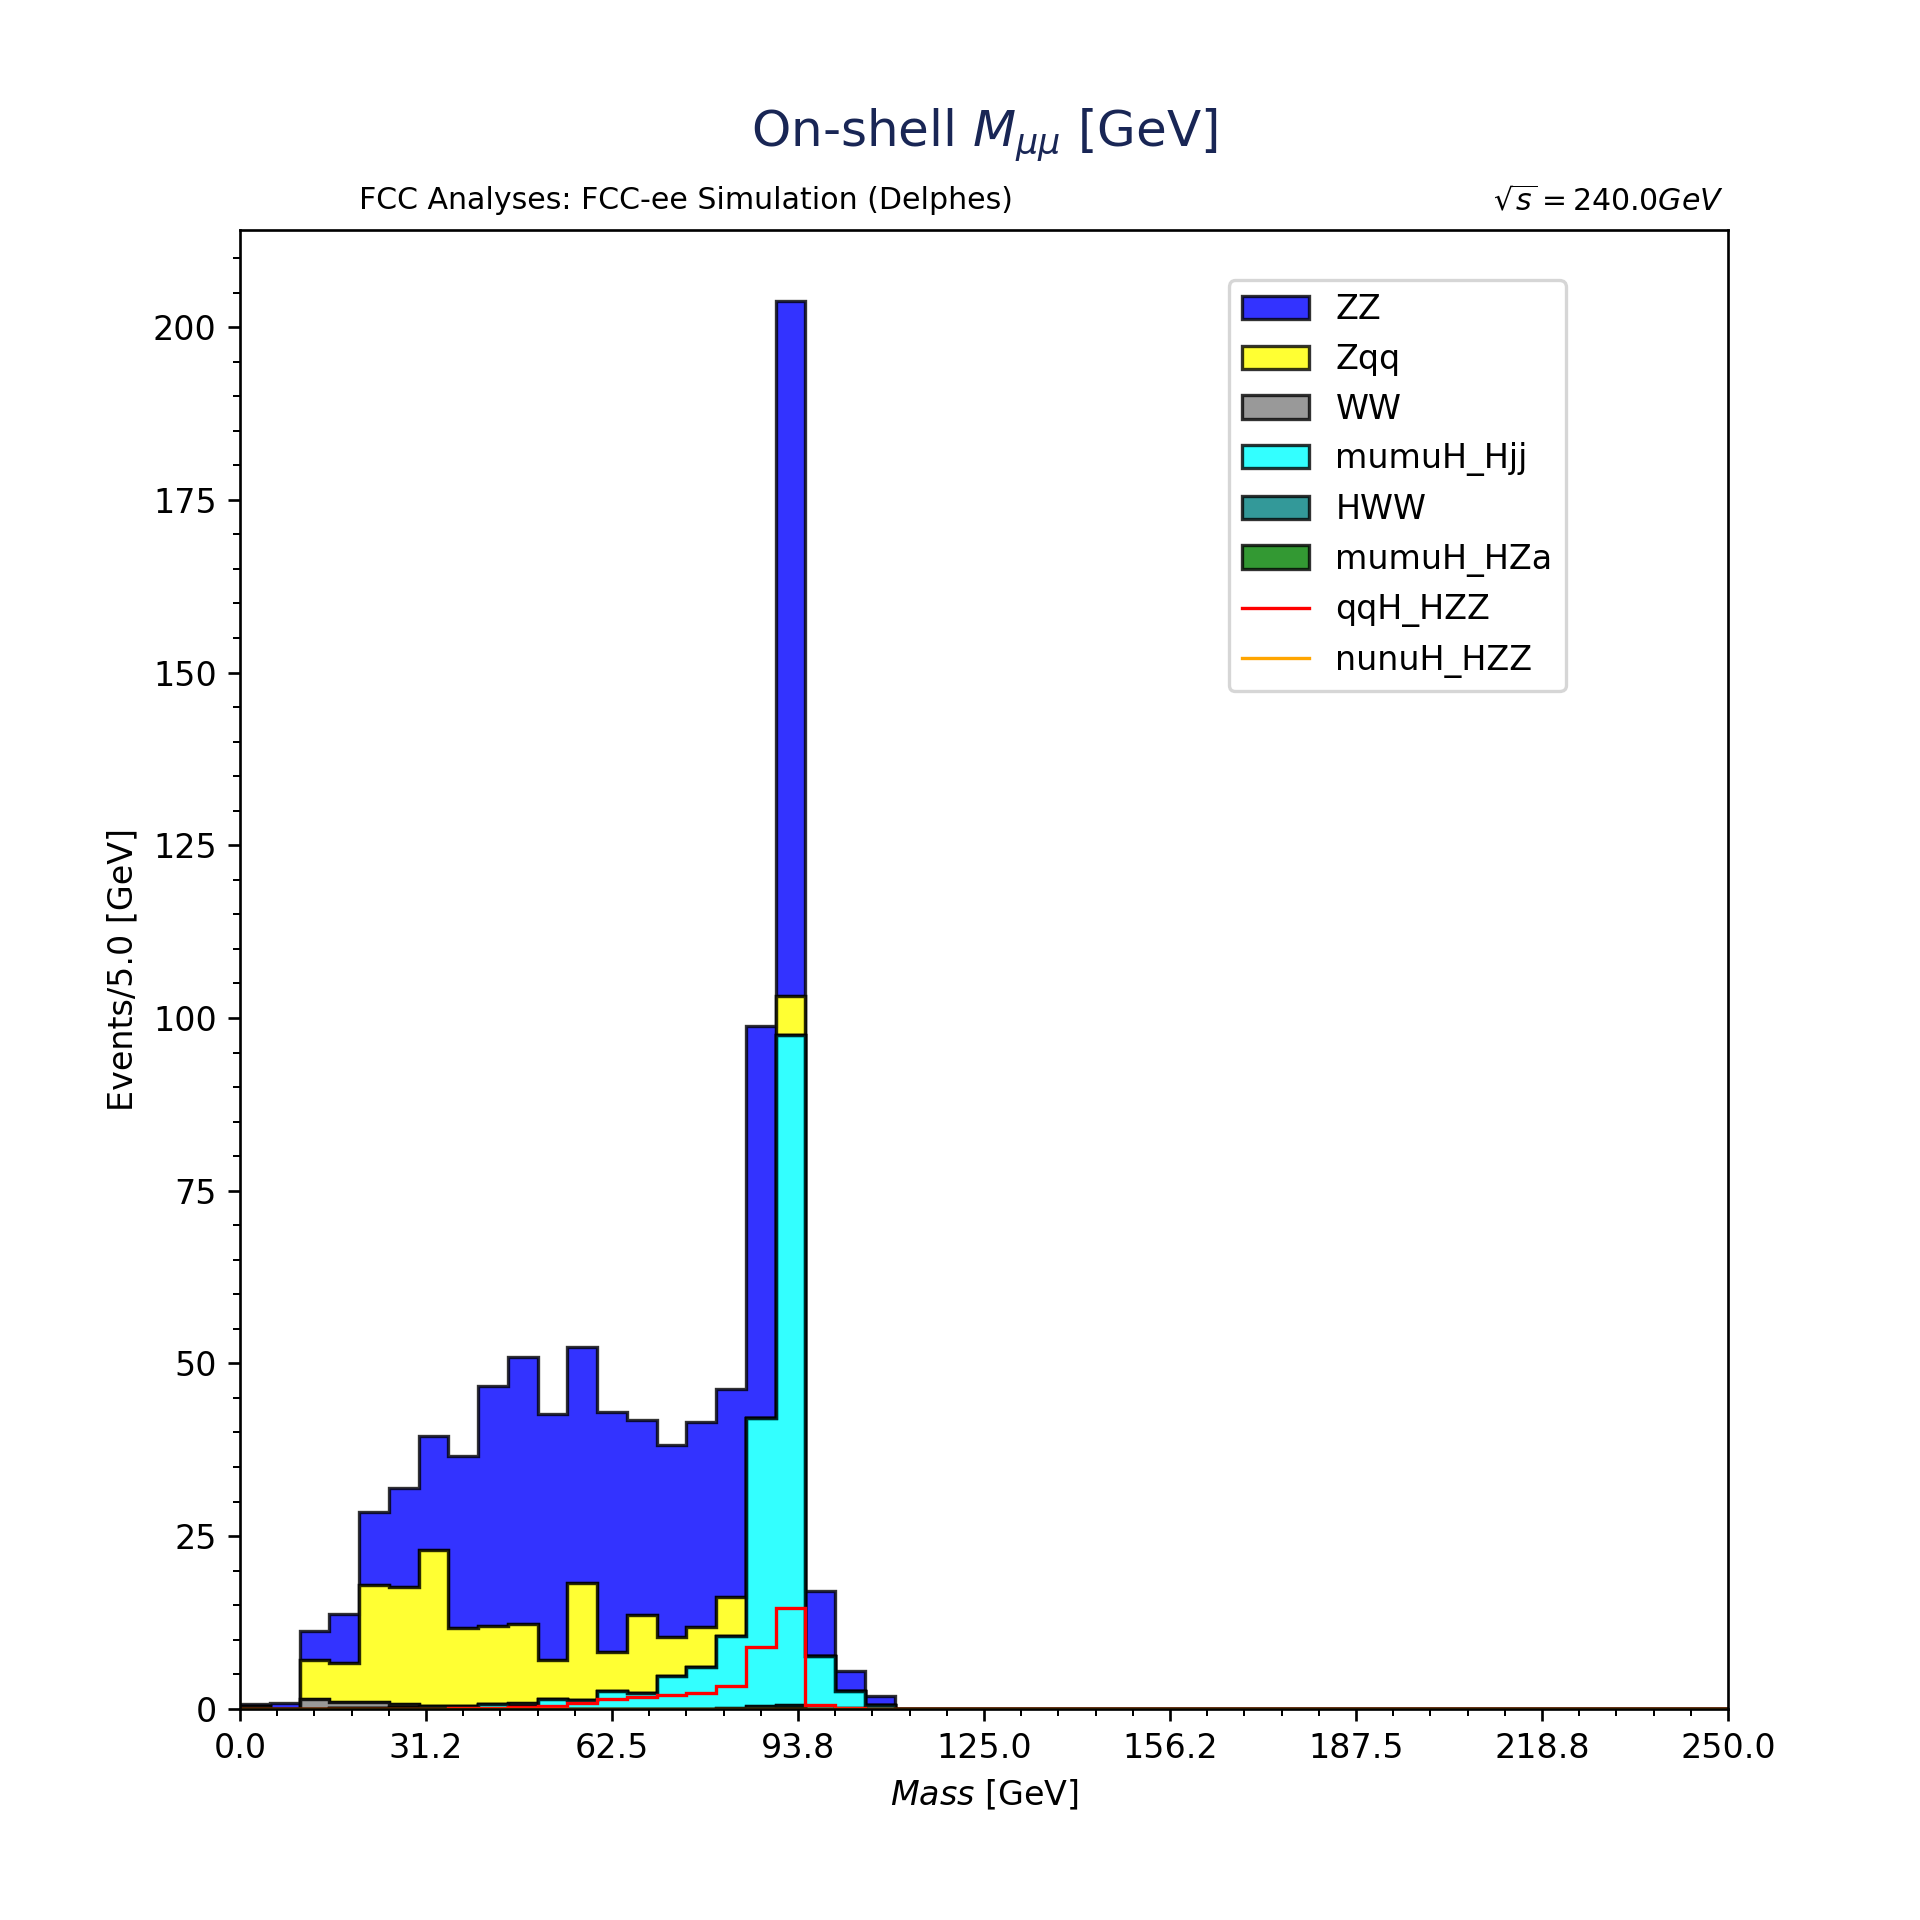 On-shell $M_{\mu\mu}$ [GeV]
FCC Analyses: FCC-ee Simulation (Delphes)
√s = 240.0GeV
ZZ
Zqq
WW
mumuH_Hjj
HWW
mumuH_HZa
qqH_HZZ
nunuH_HZZ
Events/5.0 [GeV]
200
175
150
125
100
75
50
25
0
0.0 31.2 62.5 93.8 125.0 156.2 187.5 218.8 250.0
Mass [GeV]